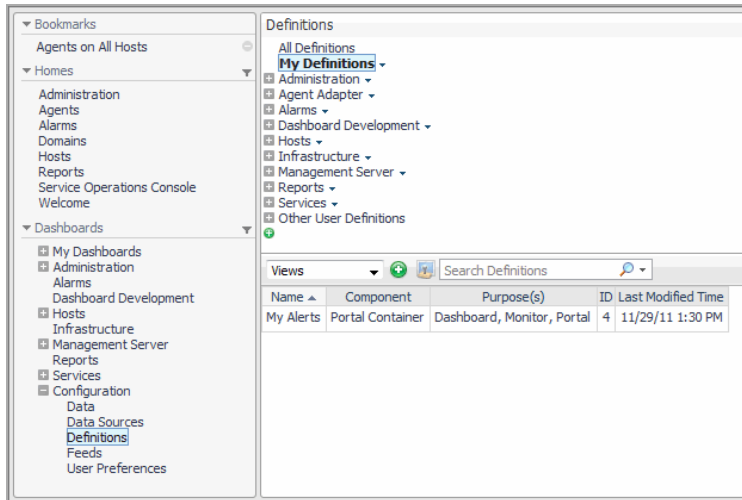 Bookmarks
Agents on All Hosts
Homes
Administration
Agents
Alarms
Domains
Hosts
Reports
Service Operations Console
Welcome
Dashboards
My Dashboards
Administration
Alarms
Dashboard Development
Hosts
Infrastructure
Management Server
Reports
Services
Configuration
Data
Data Sources
Definitions
Feeds
User Preferences
Definitions
All Definitions
My Definitions
Administration
Agent Adapter
Alarms
Dashboard Development
Hosts
Infrastructure
Management Server
Reports
Services
Other User Definitions
Views Search Definitions
Name Component Purpose(s) ID Last Modified Time
My Alerts Portal Container Dashboard, Monitor, Portal 4 11/29/11 1:30 PM